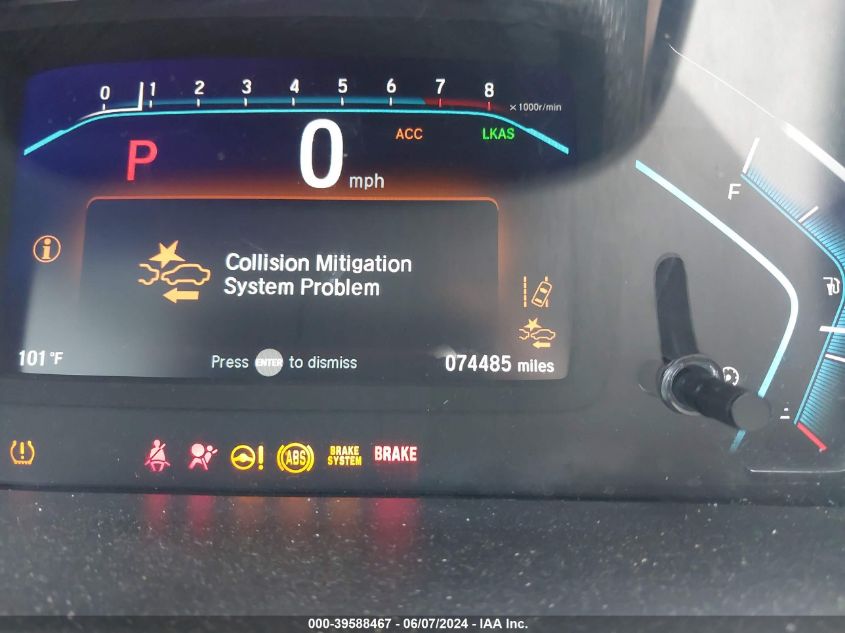 0 1 2 3 4 5 6 7 8 x 1000r/min
P 0 mph ACC LKAS
F
Collision Mitigation
System Problem
101 °F Press ENTER to dismiss 074485 miles
ABS BRAKE SYSTEM BRAKE
000-39588467 - 06/07/2024 - IAA Inc.